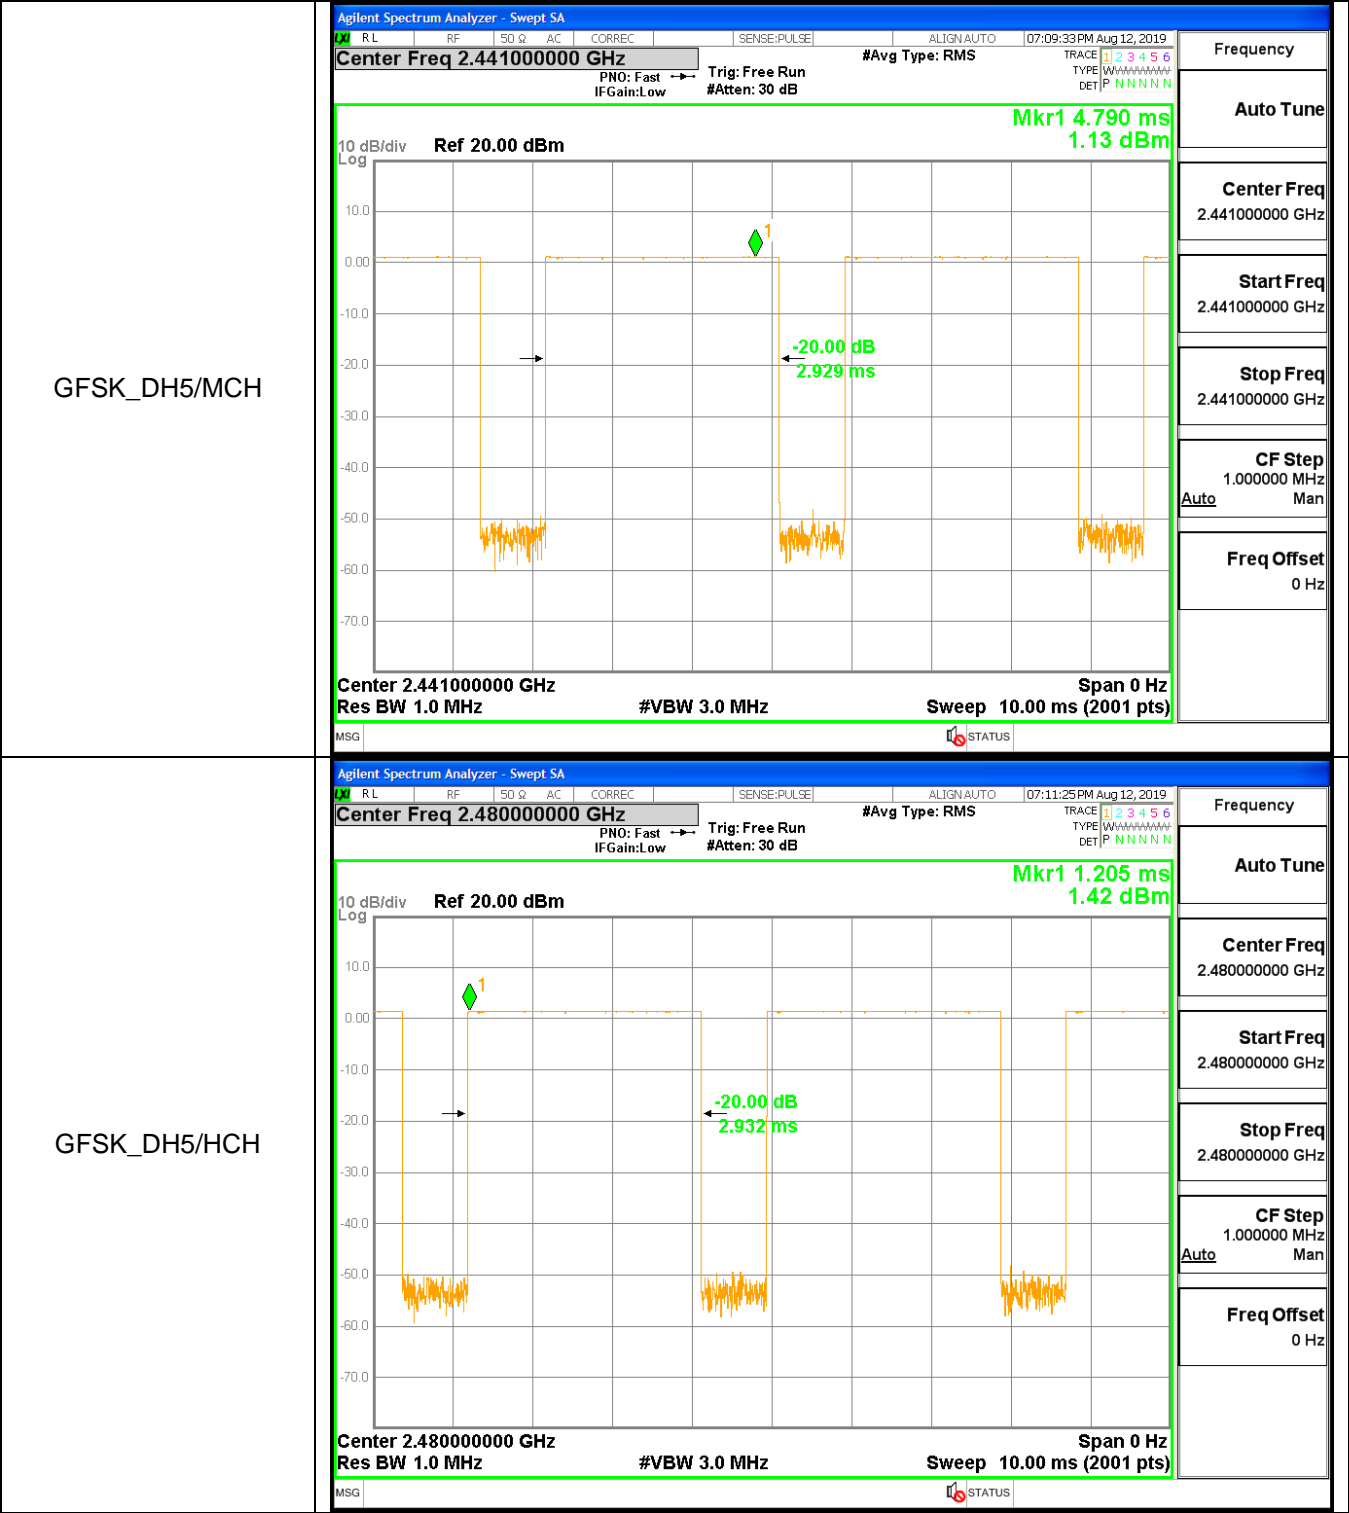 GFSK_DH5/MCH
Agilent Spectrum Analyzer - Swept SA
LXI RL RF 50 Ω AC CORREC SENSE:PULSE ALIGN AUTO 07:09:33 PM Aug 12, 2019
Center Freq 2.441000000 GHz
#Avg Type: RMS
TRACE 1 2 3 4 5 6
PNO: Fast Trig: Free Run
TYPE
IFGain:Low #Atten: 30 dB
DET P N N N N N
Mkr1 4.790 ms
1.13 dBm
10 dB/div Ref 20.00 dBm
Log
10.0
1
0.00
-10.0
-20.00 dB
-20.0
2.929 ms
-30.0
-40.0
-50.0
-60.0
-70.0
Center 2.441000000 GHz Span 0 Hz
Res BW 1.0 MHz #VBW 3.0 MHz Sweep 10.00 ms (2001 pts)
MSG STATUS
Frequency
Auto Tune
Center Freq
2.441000000 GHz
Start Freq
2.441000000 GHz
Stop Freq
2.441000000 GHz
CF Step
1.000000 MHz
Auto Man
Freq Offset
0 Hz
GFSK_DH5/HCH
Agilent Spectrum Analyzer - Swept SA
LXI RL RF 50 Ω AC CORREC SENSE:PULSE ALIGN AUTO 07:11:25 PM Aug 12, 2019
Center Freq 2.480000000 GHz
#Avg Type: RMS
TRACE 1 2 3 4 5 6
PNO: Fast Trig: Free Run
TYPE
IFGain:Low #Atten: 30 dB
DET P N N N N N
Mkr1 1.205 ms
1.42 dBm
10 dB/div Ref 20.00 dBm
Log
10.0
1
0.00
-10.0
-20.00 dB
-20.0
2.932 ms
-30.0
-40.0
-50.0
-60.0
-70.0
Center 2.480000000 GHz Span 0 Hz
Res BW 1.0 MHz #VBW 3.0 MHz Sweep 10.00 ms (2001 pts)
MSG STATUS
Frequency
Auto Tune
Center Freq
2.480000000 GHz
Start Freq
2.480000000 GHz
Stop Freq
2.480000000 GHz
CF Step
1.000000 MHz
Auto Man
Freq Offset
0 Hz